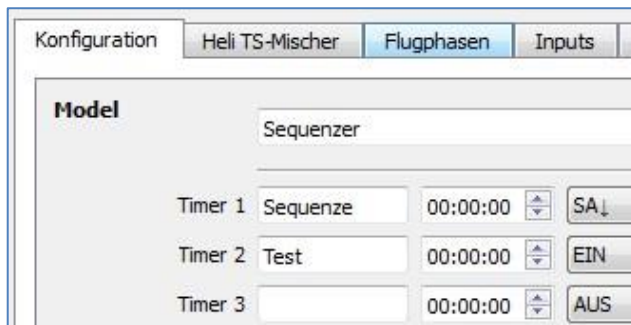 Konfiguration Heli TS-Mischer Flugphasen Inputs
Model
Sequenzer
Timer 1 Sequenze 00:00:00 SA↓
Timer 2 Test 00:00:00 EIN
Timer 3 00:00:00 AUS